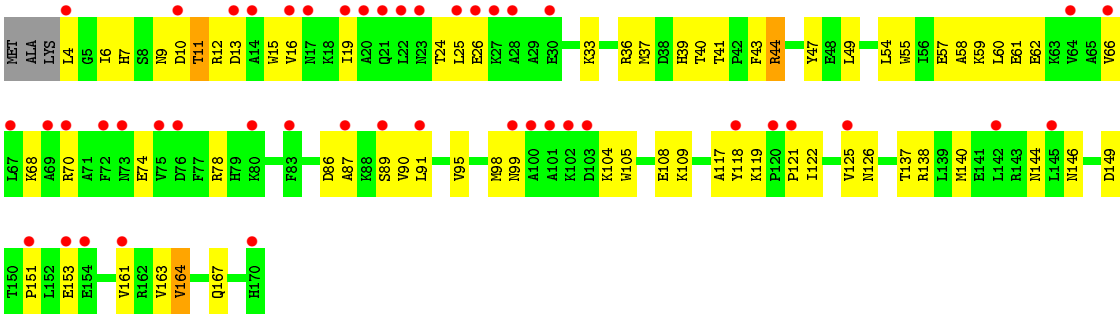 MET ALA LYS L4 G5 I6 H7 S8 N9 D10 T11 R12 D13 A14 W15 V16 N17 K18 I19 A20 Q21 L22 N23 T24 L25 E26 K27 A28 A29 E30 K33 R36 M37 D38 H39 T40 T41 P42 F43 R44 Y47 E48 L49 L54 W55 I56 E57 A58 K59 L60 E61 E62 K63 V64 A65 V66
L67 K68 A69 R70 A71 F72 N73 E74 V75 D76 F77 R78 H79 K80 F83 D86 A87 K88 S89 V90 L91 V95 M98 N99 A100 A101 K102 D103 K104 W105 E108 K109 A117 Y118 K119 P120 P121 I122 V125 N126 T137 R138 L139 M140 E141 L142 R143 N144 L145 N146 D149
T150 P151 L152 E153 E154 V161 R162 V163 V164 Q167 H170